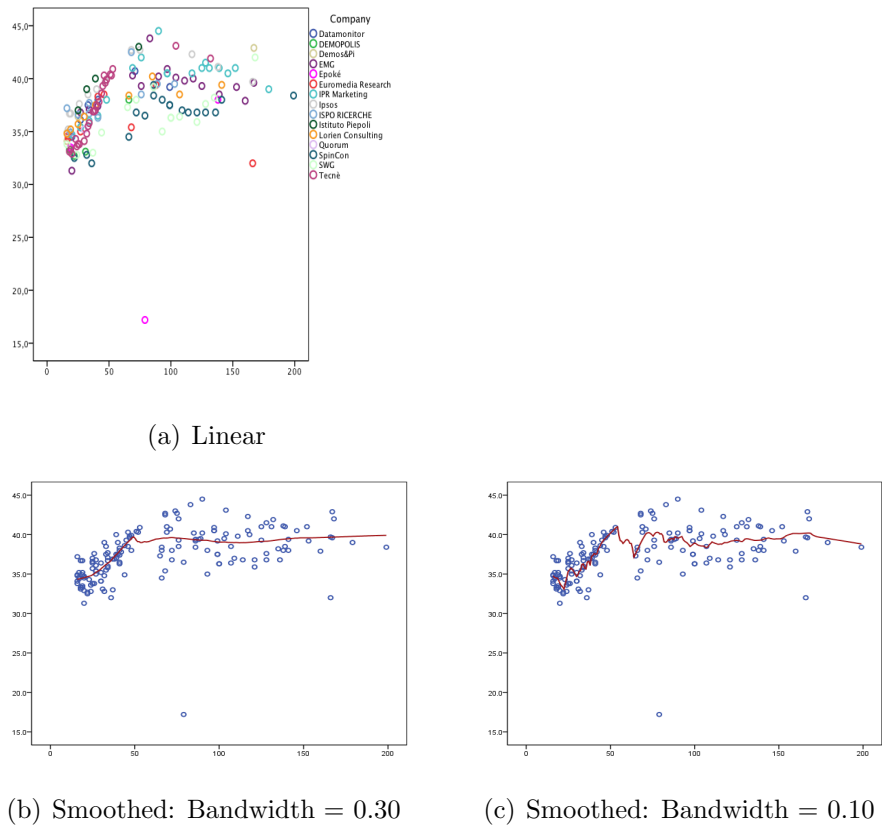 Company
45,0
40,0
35,0
30,0
25,0
20,0
15,0
0 50 100 150 200
Datamonitor
DEMOPOLIS
Demos&Pi
EMG
Epoké
Euromedia Research
IPR Marketing
Ipsos
ISPO RICERCHE
Istituto Piepoli
Lorien Consulting
Quorum
SpinCon
SWG
Tecnè
(a) Linear
45.0
40.0
35.0
30.0
25.0
20.0
15.0
0 50 100 150 200
(b) Smoothed: Bandwidth = 0.30
45.0
40.0
35.0
30.0
25.0
20.0
15.0
0 50 100 150 200
(c) Smoothed: Bandwidth = 0.10